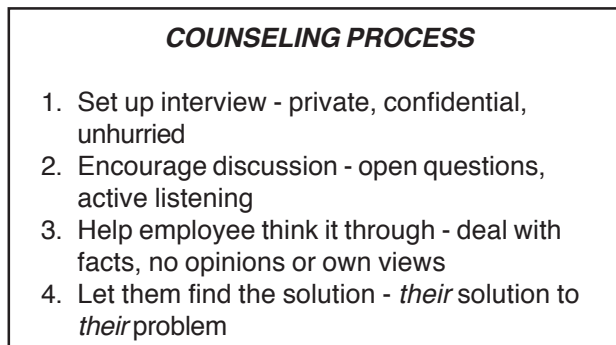 COUNSELING PROCESS
1. Set up interview - private, confidential,
unhurried
2. Encourage discussion - open questions,
active listening
3. Help employee think it through - deal with
facts, no opinions or own views
4. Let them find the solution - their solution to
their problem